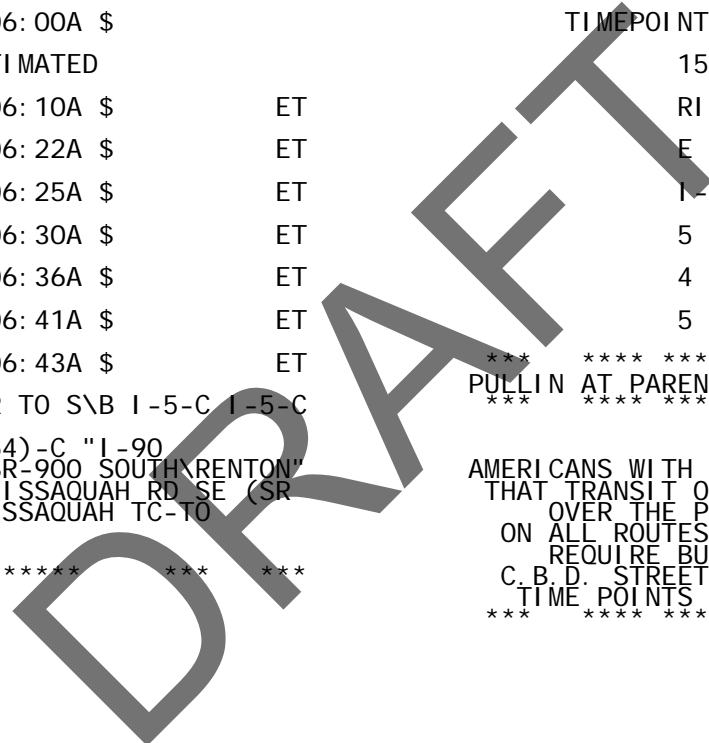 06:00A $ TIMEPOINT
TIMATED 15
06:10A $ ET RI
06:22A $ ET E
06:25A $ ET I-
06:30A $ ET 5
06:36A $ ET 4
06:41A $ ET 5
06:43A $ ET *** **** ***
PULLIN AT PAREN
*** **** ***
TO S\B I-5-C I-5-C
4)-C "I-90
SR-900 SOUTH\RENTON"
ISSAQUAH RD SE (SR
ISSAQUAH TC-TO
***** *** ***
AMERICANS WITH
THAT TRANSIT O
OVER THE P
ON ALL ROUTES
REQUIRE BU
C.B.D. STREET
TIME POINTS
*** **** ***
DRAFT